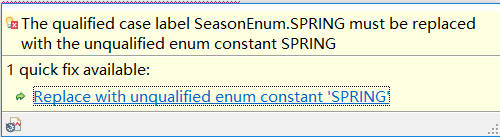 The qualified case label SeasonEnum.SPRING must be replaced
with the unqualified enum constant SPRING
1 quick fix available:
Replace with unqualified enum constant 'SPRING'